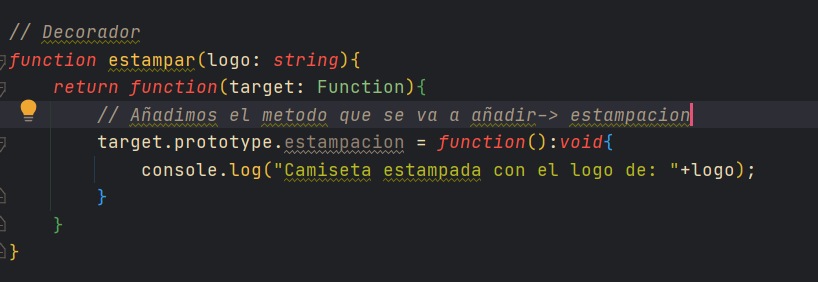 // Decorador
function estampar(logo: string){
    return function(target: Function){
        // Añadimos el metodo que se va a añadir-> estampacion
        target.prototype.estampacion = function():void{
            console.log("Camiseta estampada con el logo de: "+logo);
        }
    }
}